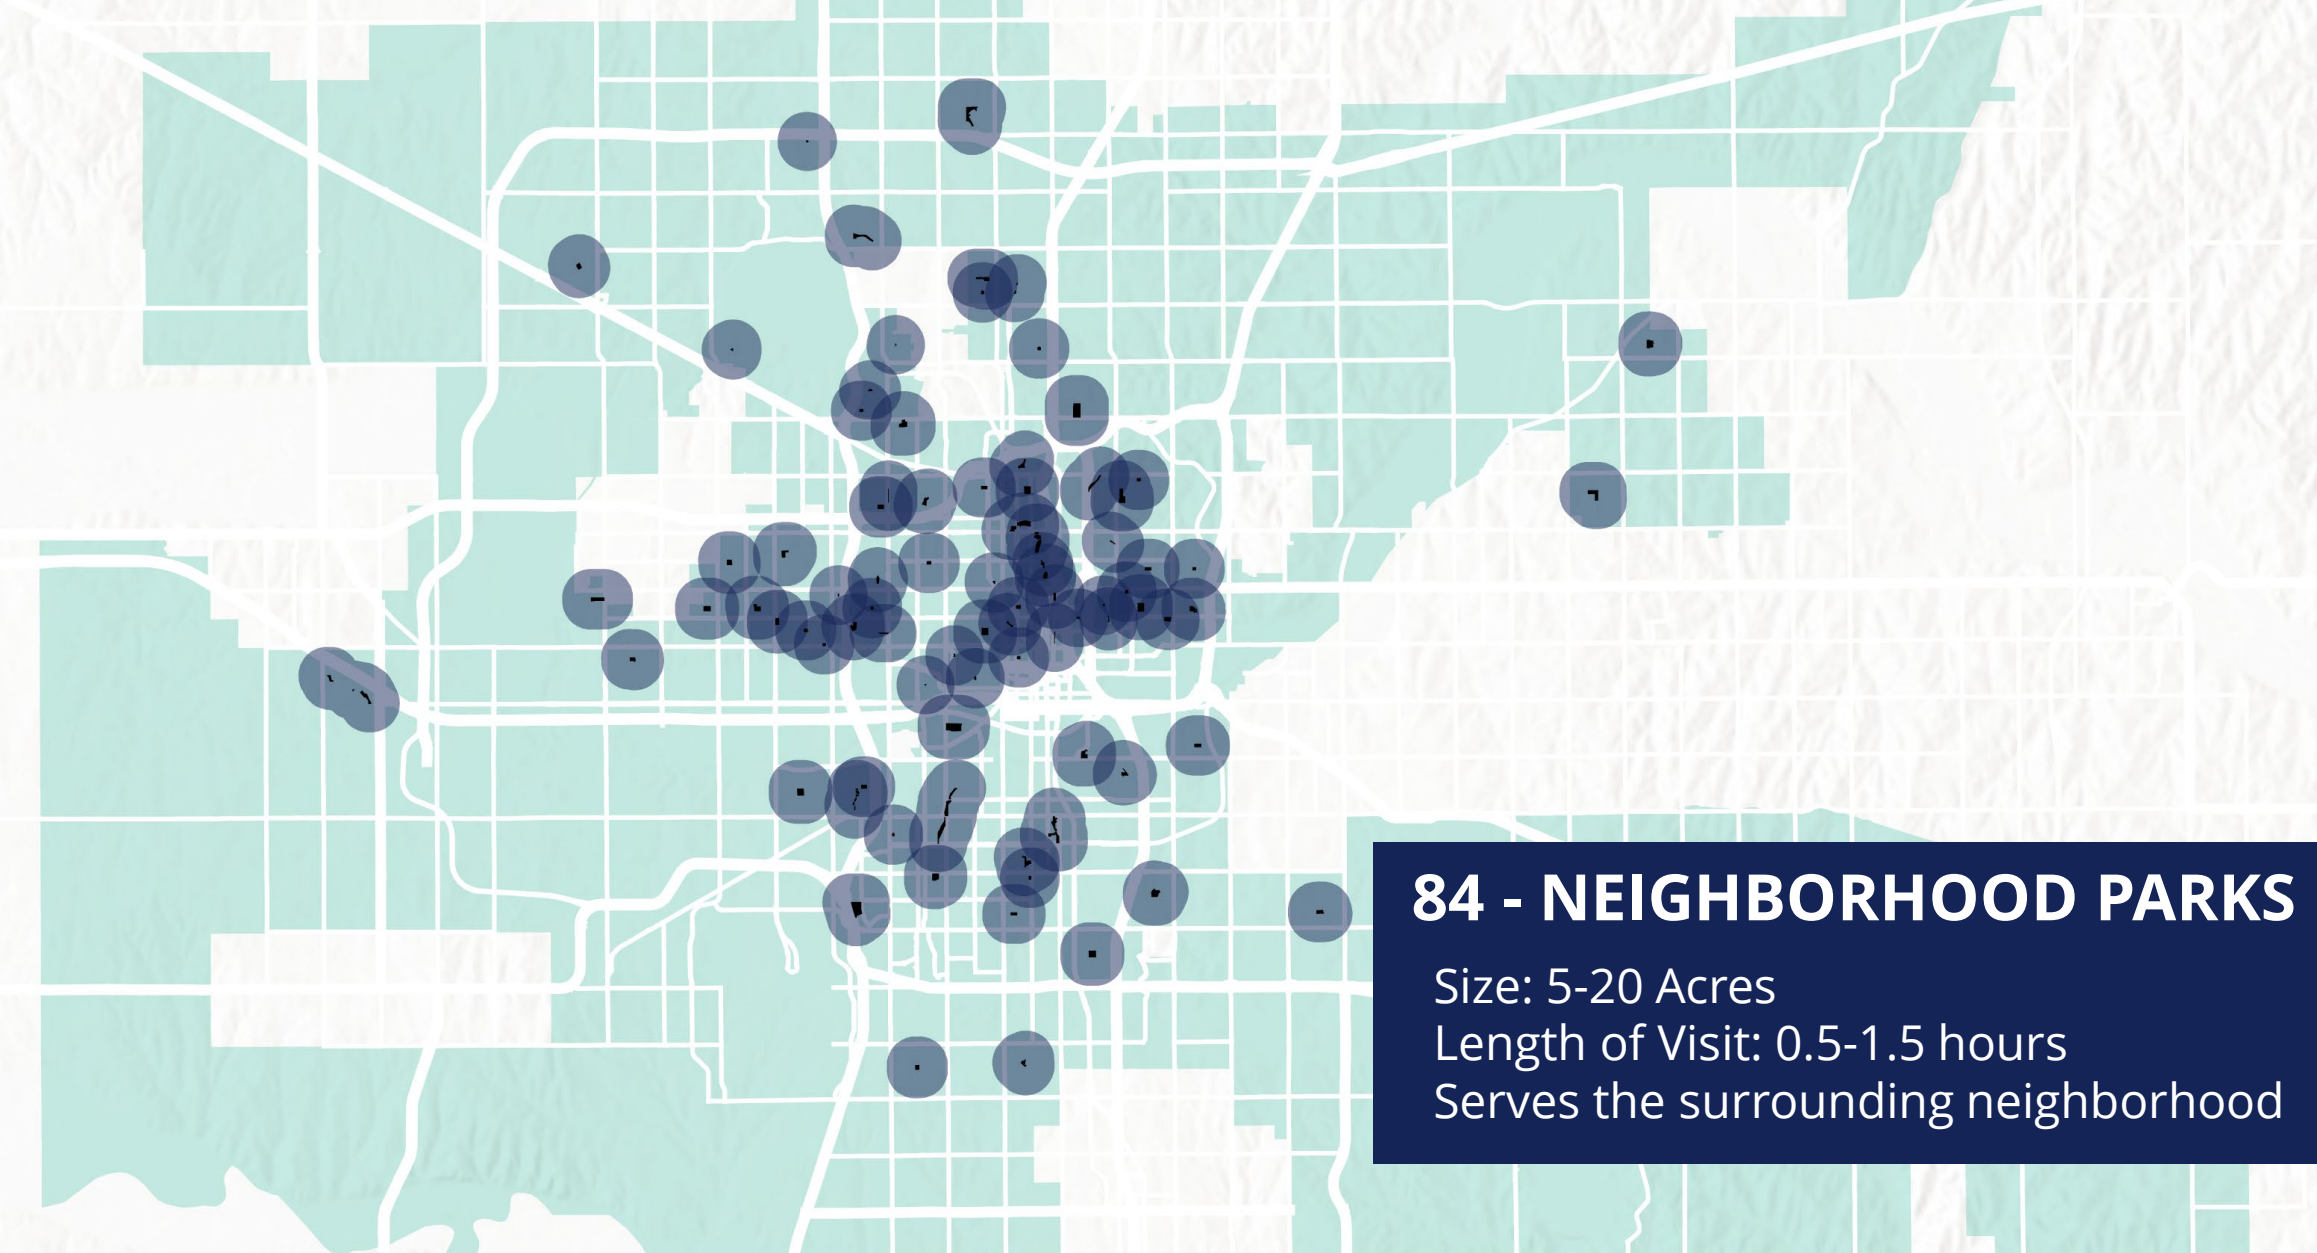 84 - NEIGHBORHOOD PARKS
Size: 5-20 Acres
Length of Visit: 0.5-1.5 hours
Serves the surrounding neighborhood